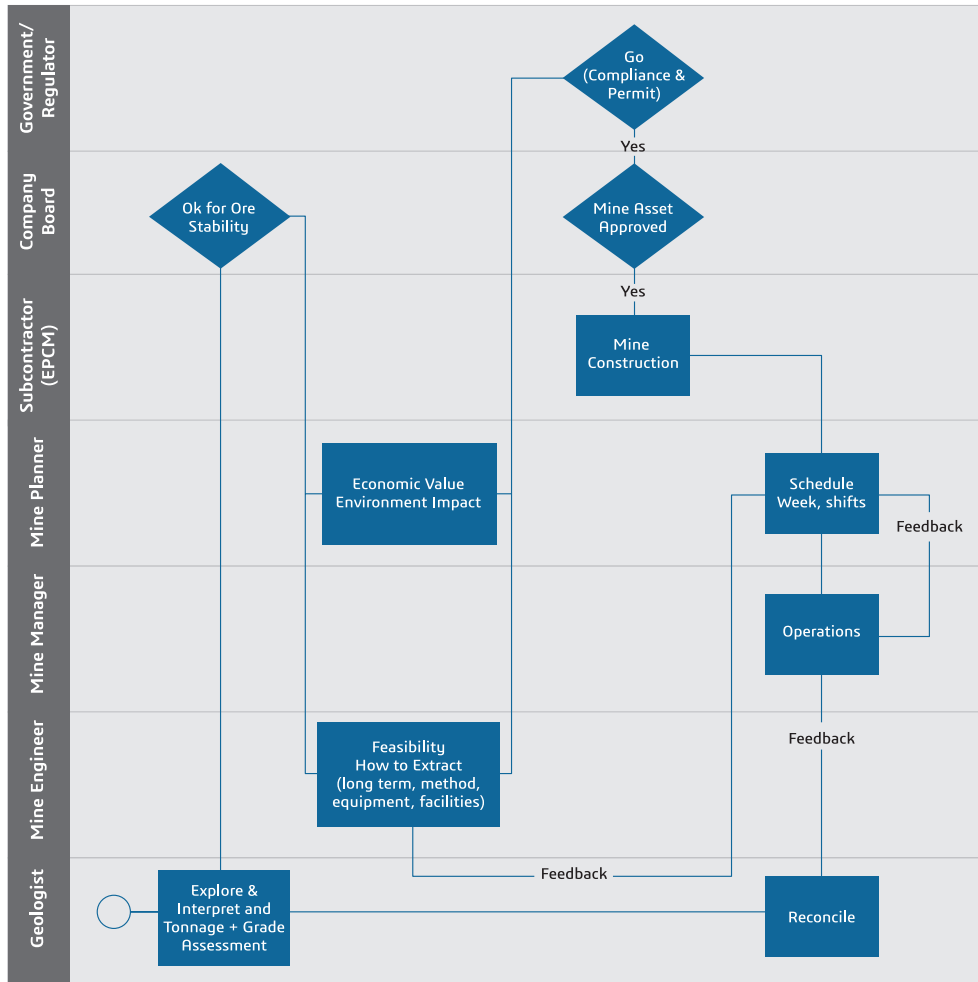 Government/
Regulator
Go
(Compliance &
Permit)
Yes
Company
Board
Ok for Ore
Stability
Mine Asset
Approved
Yes
Subcontractor
(EPCM)
Mine
Construction
Mine Planner
Economic Value
Environment Impact
Schedule
Week, shifts
Feedback
Mine Manager
Operations
Mine Engineer
Feasibility
How to Extract
(long term, method,
equipment, facilities)
Feedback
Feedback
Geologist
Explore &
Interpret and
Tonnage + Grade
Assessment
Reconcile